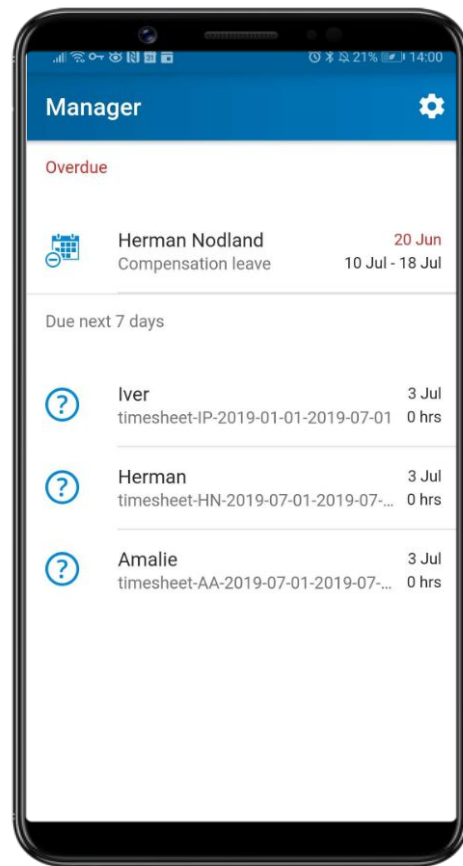 21% 14:00
Manager
Overdue
Herman Nodland 20 Jun
Compensation leave 10 Jul - 18 Jul
Due next 7 days
Iver 3 Jul
timesheet-IP-2019-01-01-2019-07-01 0 hrs
Herman 3 Jul
timesheet-HN-2019-07-01-2019-07-... 0 hrs
Amalie 3 Jul
timesheet-AA-2019-07-01-2019-07-... 0 hrs